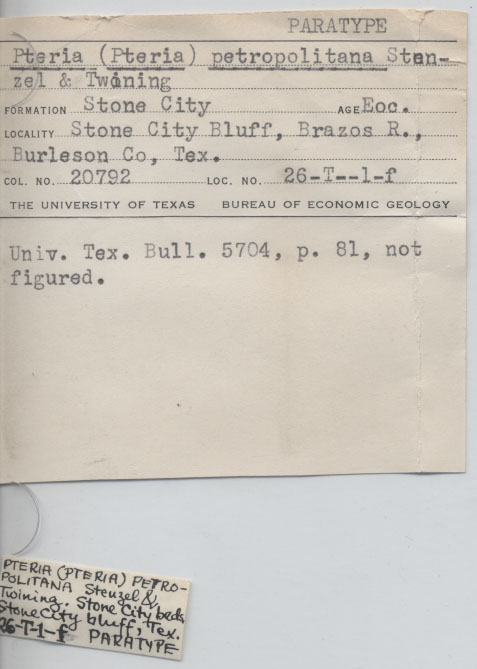 PARATYPE
Pteria (Pteria) petropolitana Sten-
zel & Twining
FORMATION Stone City AGE Eoc.
LOCALITY Stone City Bluff, Brazos R.,
Burleson Co, Tex.
COL. NO. 20792 LOC. NO. 26-T--1-f
THE UNIVERSITY OF TEXAS BUREAU OF ECONOMIC GEOLOGY
Univ. Tex. Bull. 5704, p. 81, not
figured.
PTERIA (PTERIA) PETRO-
POLITANA Stenzel &
Twining. Stone City beds
Stone City bluff, Tex.
26-T-1-f PARATYPE